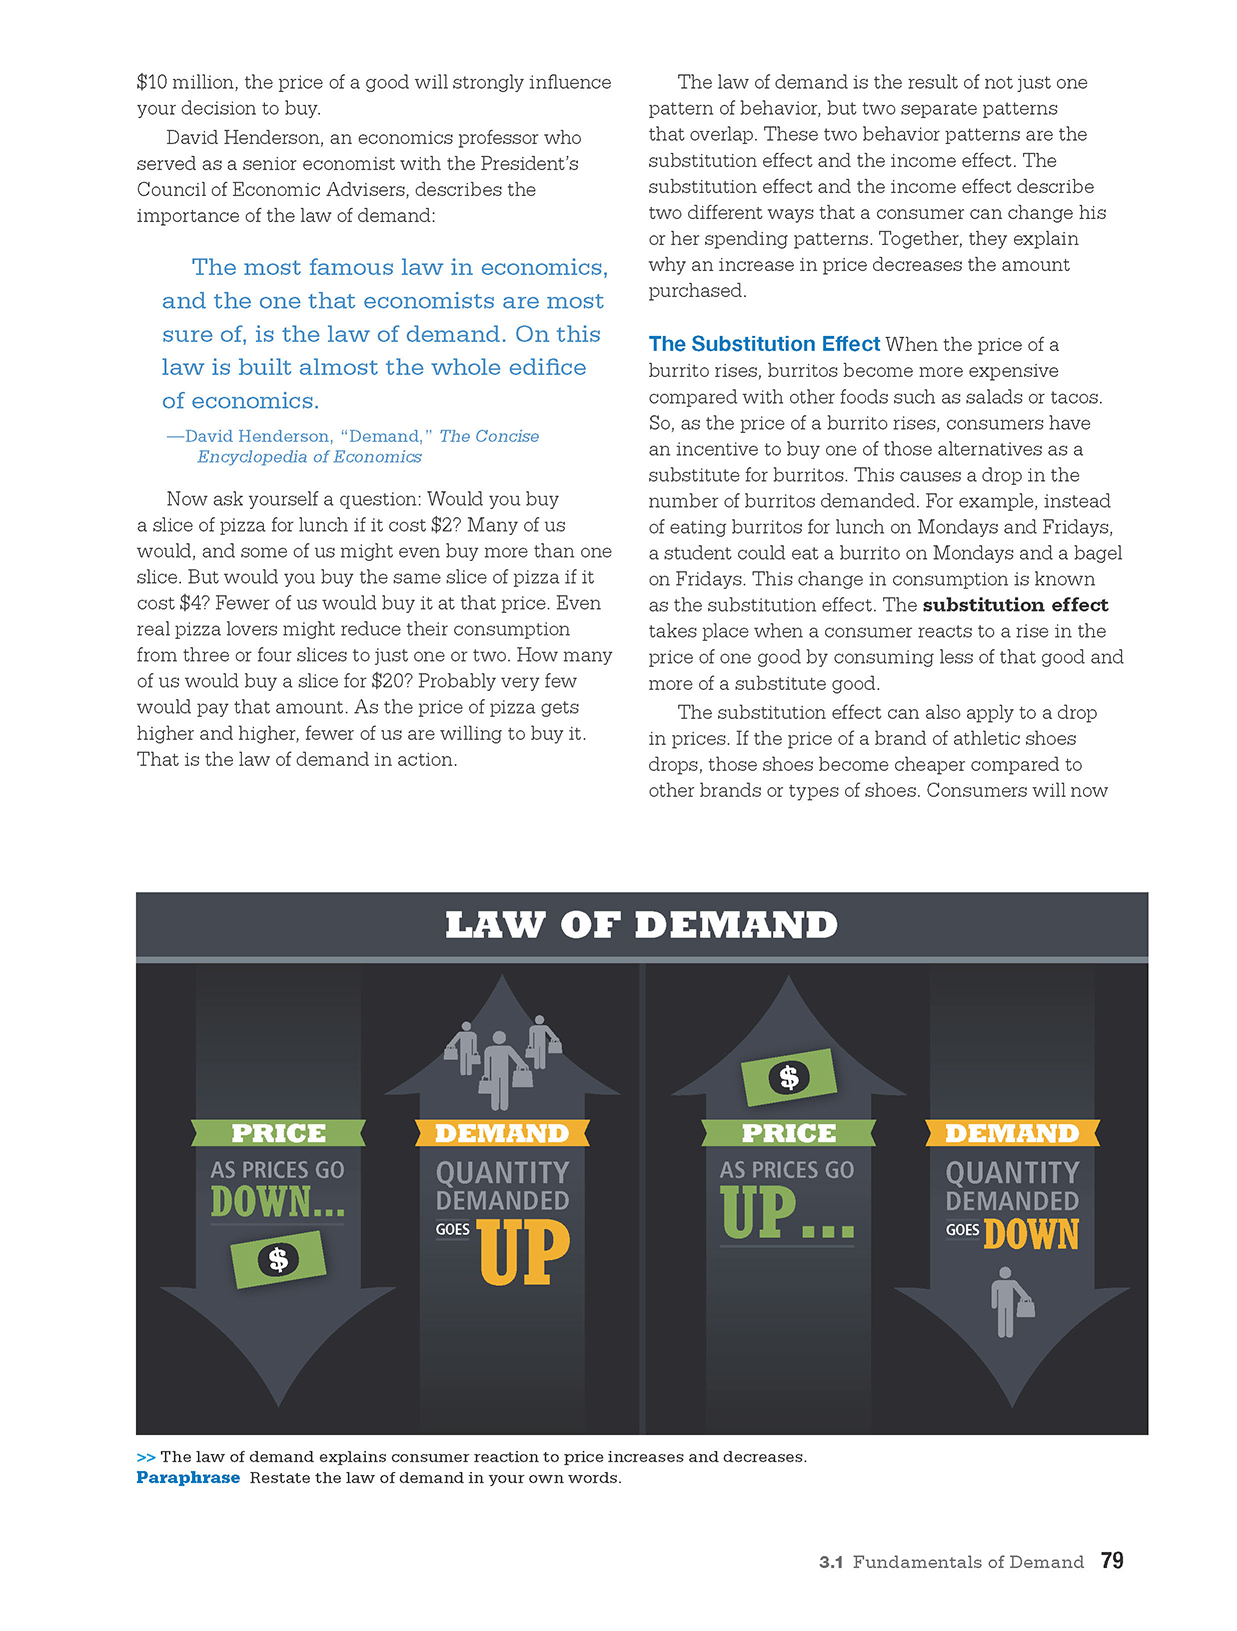 $10 million, the price of a good will strongly influence
your decision to buy.
David Henderson, an economics professor who
served as a senior economist with the President's
Council of Economic Advisers, describes the
importance of the law of demand:
The most famous law in economics,
and the one that economists are most
sure of, is the law of demand. On this
law is built almost the whole edifice
of economics.
—David Henderson, “Demand,” The Concise
Encyclopedia of Economics
Now ask yourself a question: Would you buy
a slice of pizza for lunch if it cost $2? Many of us
would, and some of us might even buy more than one
slice. But would you buy the same slice of pizza if it
cost $4? Fewer of us would buy it at that price. Even
real pizza lovers might reduce their consumption
from three or four slices to just one or two. How many
of us would buy a slice for $20? Probably very few
would pay that amount. As the price of pizza gets
higher and higher, fewer of us are willing to buy it.
That is the law of demand in action.
The law of demand is the result of not just one
pattern of behavior, but two separate patterns
that overlap. These two behavior patterns are the
substitution effect and the income effect. The
substitution effect and the income effect describe
two different ways that a consumer can change his
or her spending patterns. Together, they explain
why an increase in price decreases the amount
purchased.
The Substitution Effect When the price of a
burrito rises, burritos become more expensive
compared with other foods such as salads or tacos.
So, as the price of a burrito rises, consumers have
an incentive to buy one of those alternatives as a
substitute for burritos. This causes a drop in the
number of burritos demanded. For example, instead
of eating burritos for lunch on Mondays and Fridays,
a student could eat a burrito on Mondays and a bagel
on Fridays. This change in consumption is known
as the substitution effect. The substitution effect
takes place when a consumer reacts to a rise in the
price of one good by consuming less of that good and
more of a substitute good.
The substitution effect can also apply to a drop
in prices. If the price of a brand of athletic shoes
drops, those shoes become cheaper compared to
other brands or types of shoes. Consumers will now
LAW OF DEMAND
PRICE
AS PRICES GO
DOWN...
$
DEMAND
QUANTITY
DEMANDED
GOES UP
$
PRICE
AS PRICES GO
UP...
DEMAND
QUANTITY
DEMANDED
GOES DOWN
>> The law of demand explains consumer reaction to price increases and decreases.
Paraphrase Restate the law of demand in your own words.
3.1 Fundamentals of Demand 79